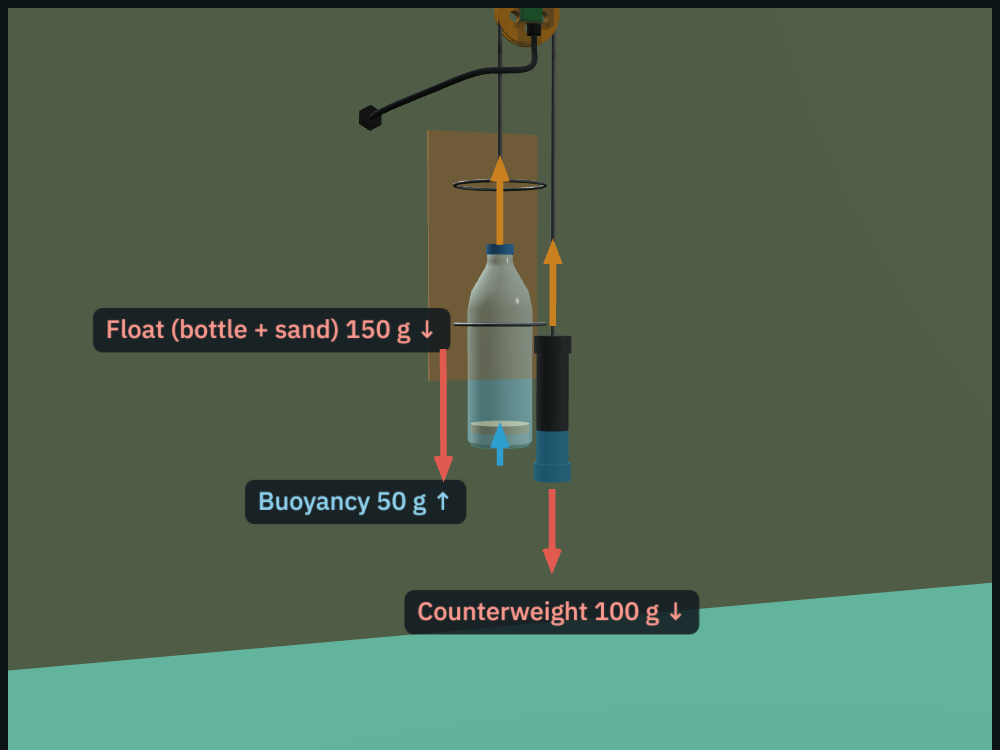 Float (bottle + sand) 150 g ↓
Buoyancy 50 g ↑
Counterweight 100 g ↓